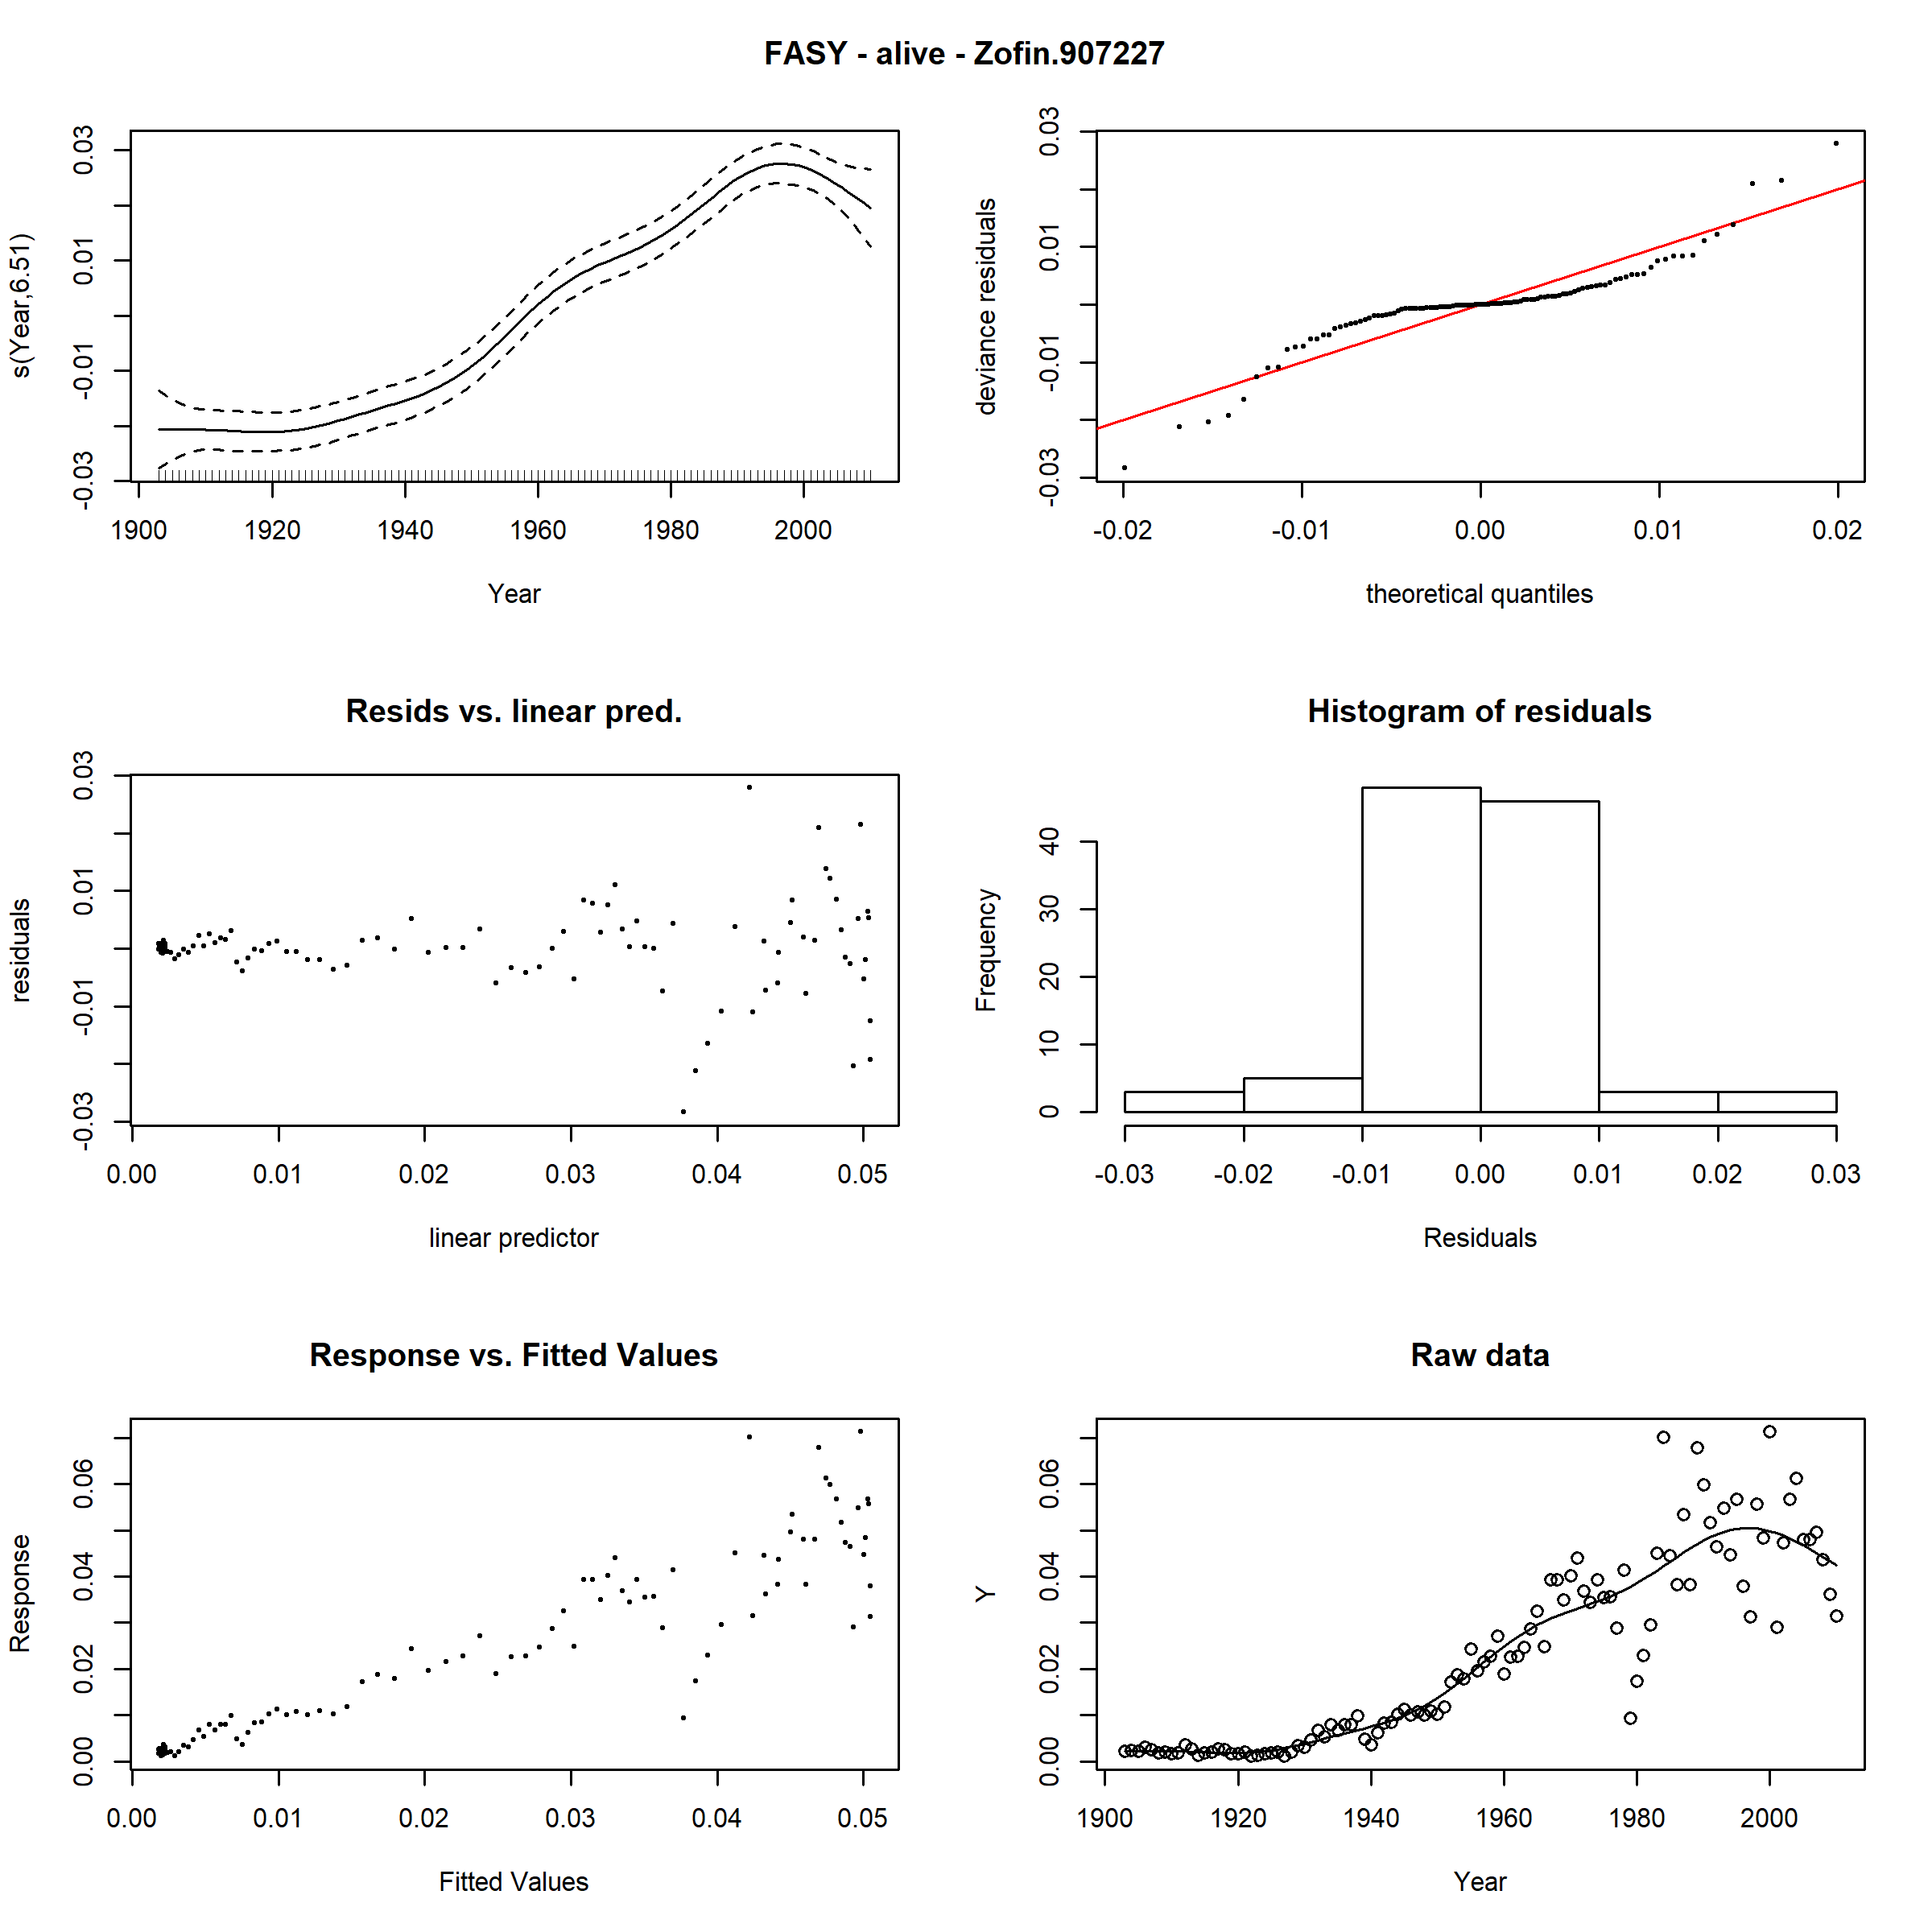 FASY - alive - Zofin.907227
s(Year,6.51)
-0.03 -0.01 0.01 0.03
1900 1920 1940 1960 1980 2000
Year
deviance residuals
-0.03 -0.01 0.01 0.03
-0.02 -0.01 0.00 0.01 0.02
theoretical quantiles
Resids vs. linear pred.
residuals
-0.03 -0.01 0.01 0.03
0.00 0.01 0.02 0.03 0.04 0.05
linear predictor
Histogram of residuals
Frequency
0 10 20 30 40
-0.03 -0.02 -0.01 0.00 0.01 0.02 0.03
Residuals
Response vs. Fitted Values
Response
0.00 0.02 0.04 0.06
0.00 0.01 0.02 0.03 0.04 0.05
Fitted Values
Raw data
Y
0.00 0.02 0.04 0.06
1900 1920 1940 1960 1980 2000
Year